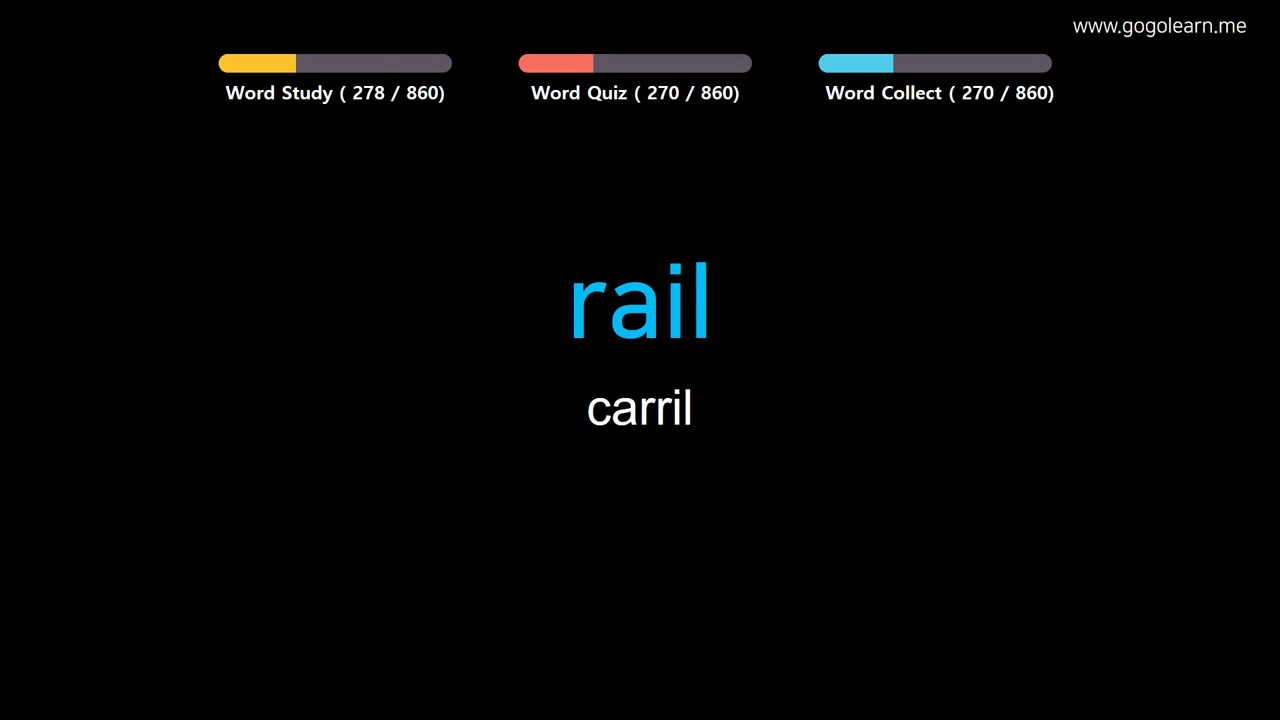 www.gogolearn.me
Word Study ( 278 / 860)
Word Quiz ( 270 / 860)
Word Collect ( 270 / 860)
rail
carril